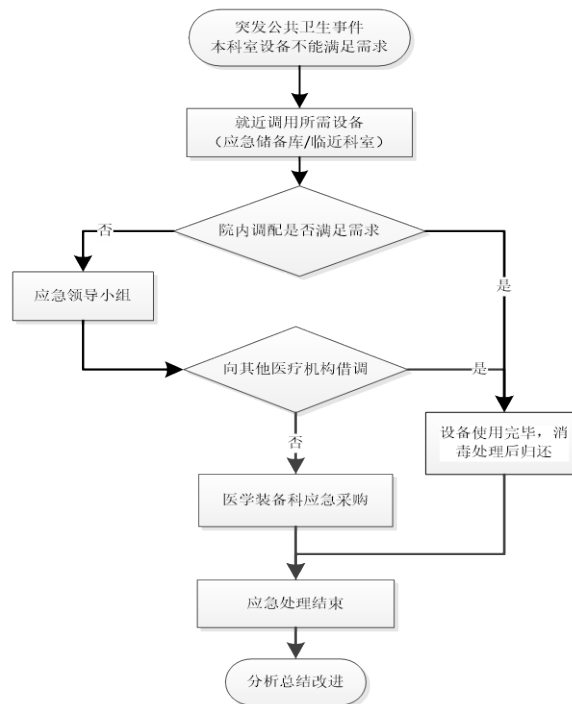 突发公共卫生事件
本科室设备不能满足需求
就近调用所需设备
（应急储备库/临近科室）
院内调配是否满足需求
否
是
应急领导小组
向其他医疗机构借调
是
否
设备使用完毕，消
毒处理后归还
医学装备科应急采购
应急处理结束
分析总结改进